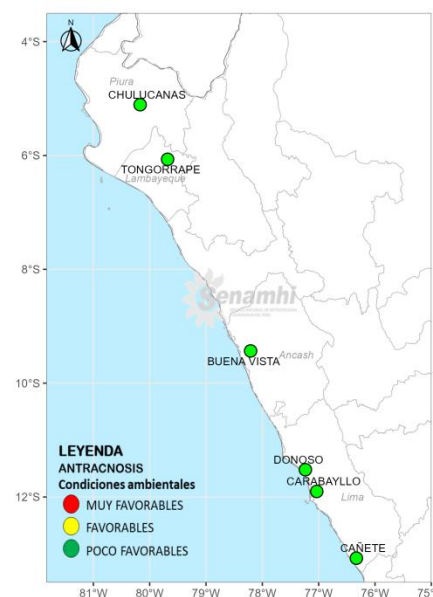 N
4°S
6°S
8°S
10°S
12°S
Piura
CHULUCANAS
TONGORRAPE
Lambayeque
Senamhi
BUENA VISTA
Ancash
DONOSO
CARABAYLLO
Lima
CAÑETE
LEYENDA
ANTRACNOSIS
Condiciones ambientales
MUY FAVORABLES
FAVORABLES
POCO FAVORABLES
81°W 80°W 79°W 78°W 77°W 76°W 75°